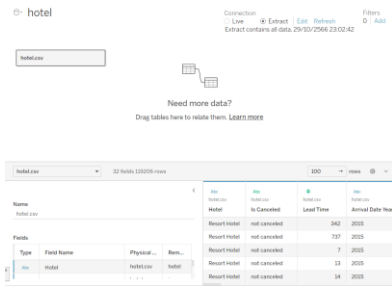 hotel
Connection
Live
Extract
Edit
Refresh
Filters
0
Add
Extract contains all data. 29/10/2566 23:02:42
hotel.csv
Need more data?
Drag tables here to relate them. Learn more
hotel.csv
32 fields 119206 rows
100
rows
Name
hotel.csv
Fields
Type
Field Name
Physical ...
Rem...
Abc
Hotel
hotel.csv
hotel
Abc
hotel.csv
Hotel
Abc
hotel.csv
Is Canceled
#
hotel.csv
Lead Time
Abc
hotel.csv
Arrival Date Year
Resort Hotel not canceled 342 2015
Resort Hotel not canceled 737 2015
Resort Hotel not canceled 7 2015
Resort Hotel not canceled 13 2015
Resort Hotel not canceled 14 2015